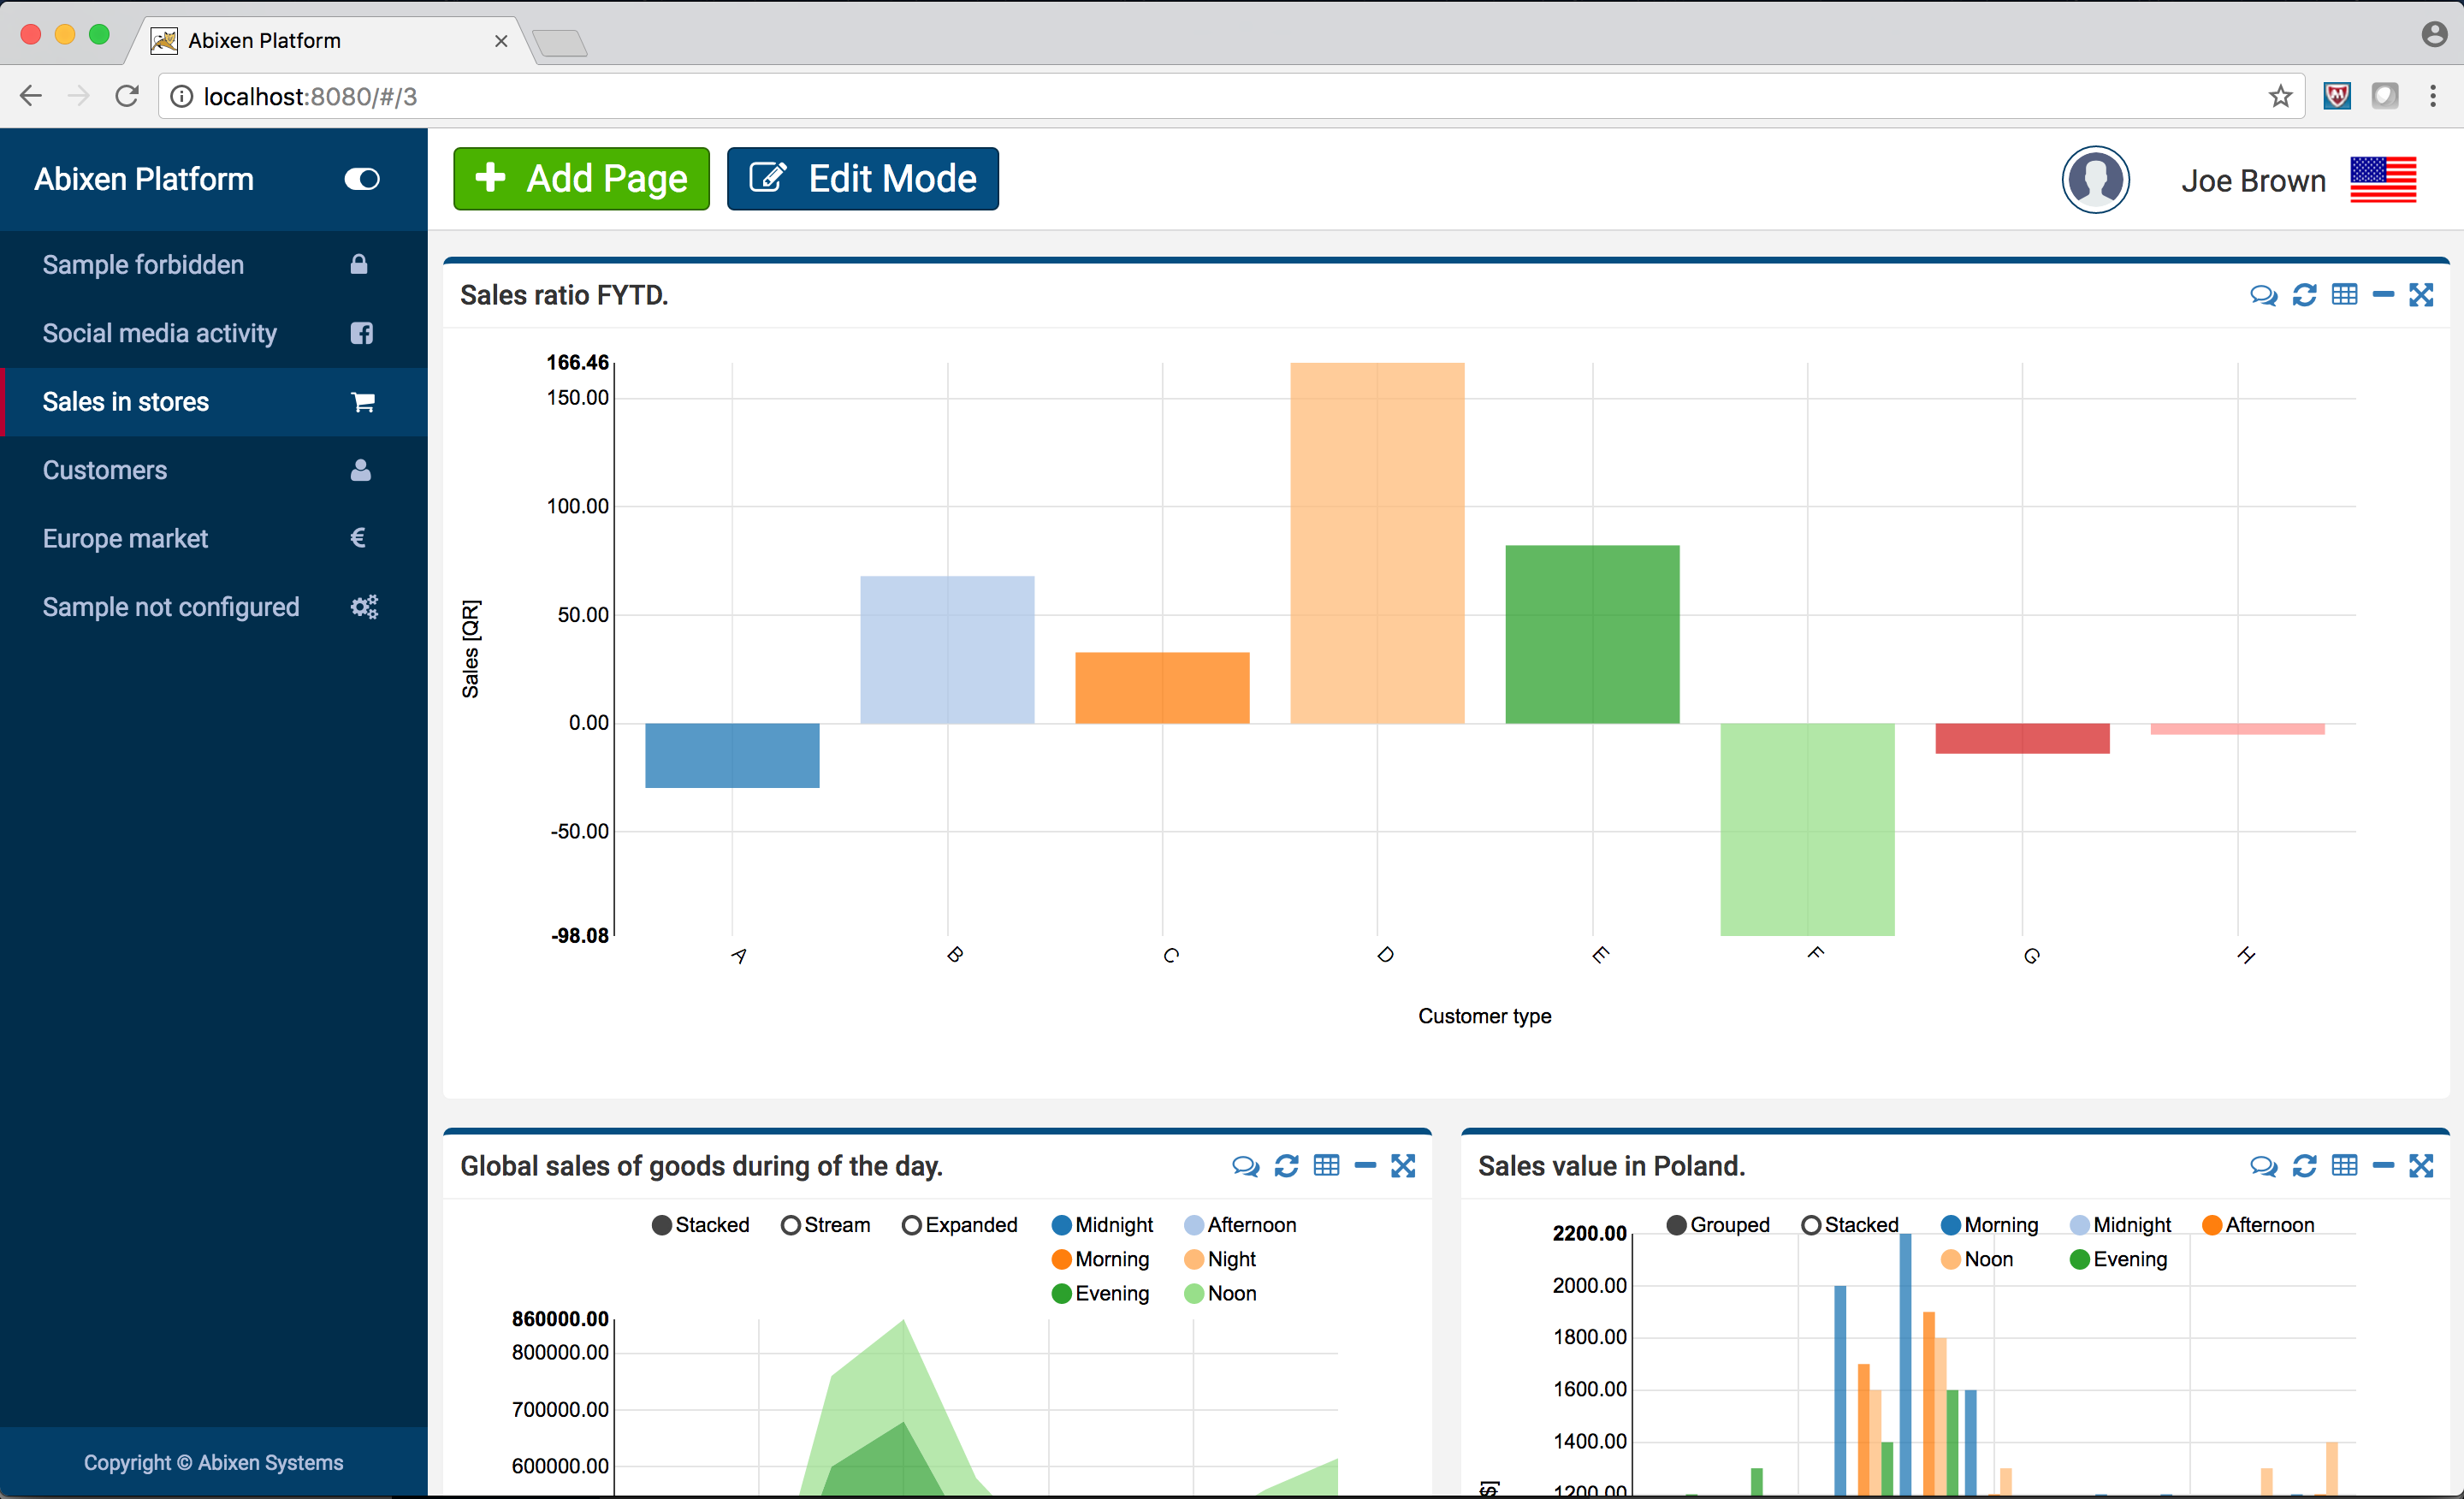 Abixen Platform
localhost:8080/#/3
Abixen Platform
Add Page
Edit Mode
Joe Brown
Sample forbidden
Social media activity
Sales in stores
Customers
Europe market
Sample not configured
Copyright © Abixen Systems
Sales ratio FYTD.
166.46
150.00
100.00
50.00
0.00
-50.00
-98.08
Sales [QR]
A B C D E F G H
Customer type
Global sales of goods during of the day.
Stacked Stream Expanded Midnight Afternoon
Morning Night
Evening Noon
860000.00
800000.00
700000.00
600000.00
Sales value in Poland.
Grouped Stacked Morning Midnight Afternoon
Noon Evening
2200.00
2000.00
1800.00
1600.00
1400.00
1200.00
$]